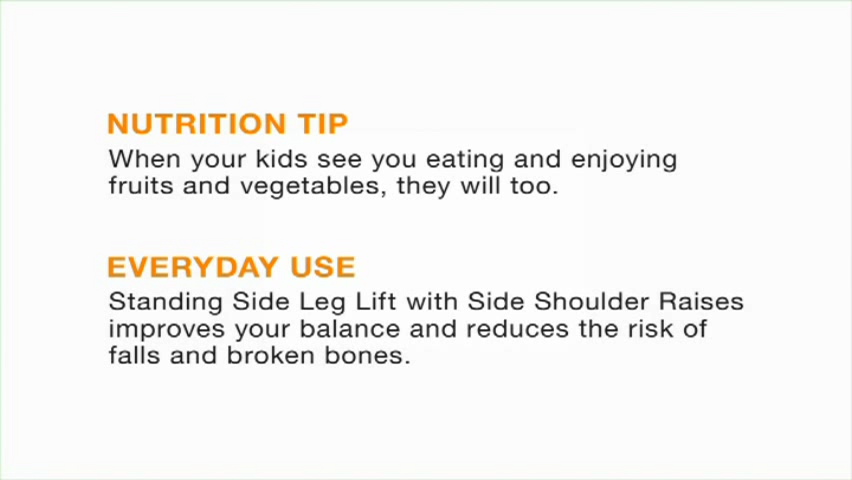 NUTRITION TIP
When your kids see you eating and enjoying
fruits and vegetables, they will too.
EVERYDAY USE
Standing Side Leg Lift with Side Shoulder Raises
improves your balance and reduces the risk of
falls and broken bones.